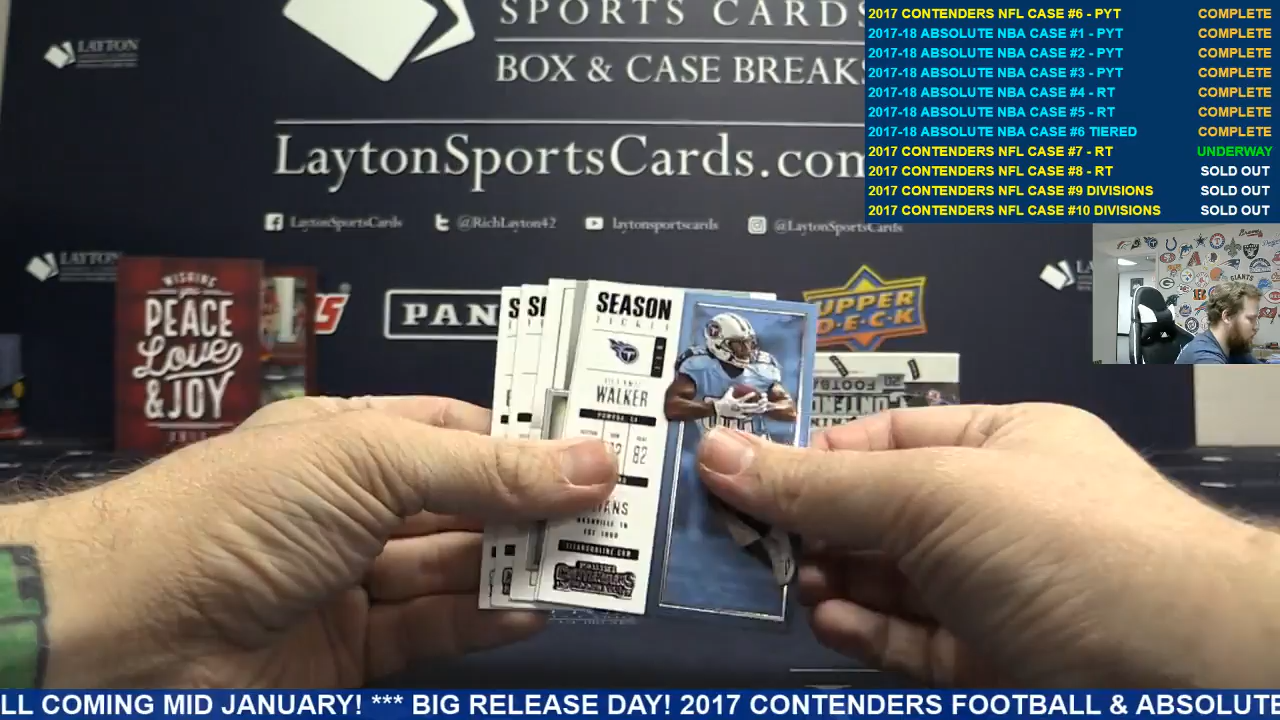 SPORTS CARDS
BOX & CASE BREAKS
LaytonSportsCards.com
LaytonSportsCards
@RichLayton42
laytonsportscards
@LaytonSportsCards
LAYTON
LAYTON
2017 CONTENDERS NFL CASE #6 - PYT COMPLETE
2017-18 ABSOLUTE NBA CASE #1 - PYT COMPLETE
2017-18 ABSOLUTE NBA CASE #2 - PYT COMPLETE
2017-18 ABSOLUTE NBA CASE #3 - PYT COMPLETE
2017-18 ABSOLUTE NBA CASE #4 - RT COMPLETE
2017-18 ABSOLUTE NBA CASE #5 - RT COMPLETE
2017-18 ABSOLUTE NBA CASE #6 TIERED COMPLETE
2017 CONTENDERS NFL CASE #7 - RT UNDERWAY
2017 CONTENDERS NFL CASE #8 - RT SOLD OUT
2017 CONTENDERS NFL CASE #9 DIVISIONS SOLD OUT
2017 CONTENDERS NFL CASE #10 DIVISIONS SOLD OUT
WISHING
PEACE
Love
& JOY
PAN
UPPER
DECK
SEASON
TICKET
WALKER
82
CONTENDERS
LL COMING MID JANUARY! *** BIG RELEASE DAY! 2017 CONTENDERS FOOTBALL & ABSOLUTE